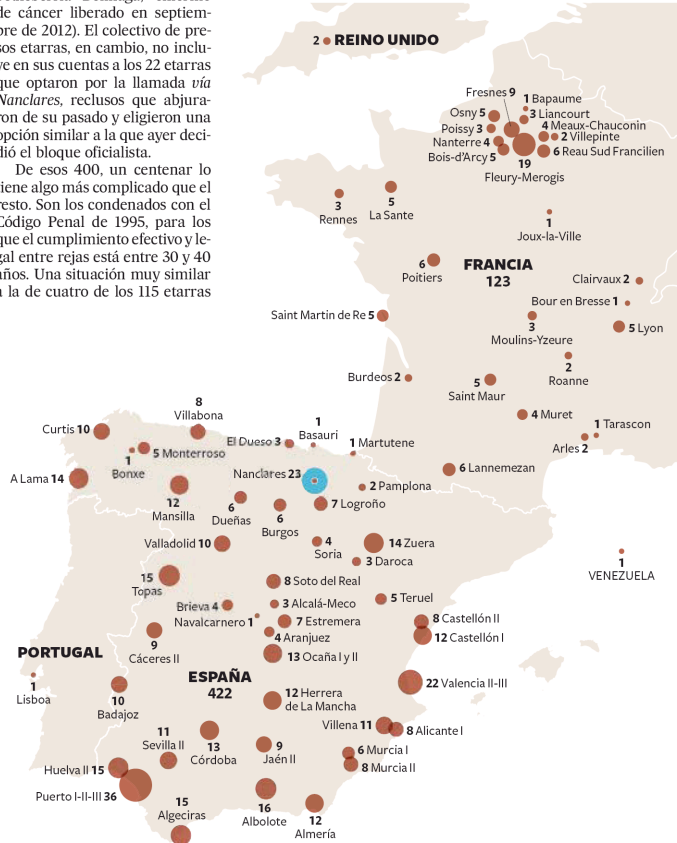 de cáncer liberado en septiem-
bre de 2012). El colectivo de pre-
sos etarras, en cambio, no inclu-
ye en sus cuentas a los 22 etarras
que optaron por la llamada vía
Nanclares, reclusos que abjura-
ron de su pasado y eligieron una
opción similar a la que ayer deci-
dió el bloque oficialista.
De esos 400, un centenar lo
tiene algo más complicado que el
resto. Son los condenados con el
Código Penal de 1995, para los
que el cumplimiento efectivo y le-
gal entre rejas está entre 30 y 40
años. Una situación muy similar
a la de cuatro de los 115 etarras
2 REINO UNIDO
Fresnes 9
1 Bapaume
Osny 5
3 Liancourt
Poissy 3
4 Meaux-Chauconin
Nanterre 4
2 Villepinte
Bois-d'Arcy 5
6 Reau Sud Francilien
19
Fleury-Merogis
3
Rennes
5
La Sante
1
Joux-la-Ville
6
Poitiers
FRANCIA
123
Clairvaux 2
Bour en Bresse 1
Saint Martin de Re 5
3
Moulins-Yzeure
5 Lyon
2
Roanne
Burdeos 2
5
Saint Maur
4 Muret
1 Tarascon
Arles 2
6 Lannemezan
8
Villabona
Curtis 10
1
Basauri
El Dueso 3
1 Martutene
5 Monterroso
1
Bonxe
A Lama 14
Nanclares 23
2 Pamplona
12
Mansilla
6
Dueñas
6
Burgos
7 Logroño
Valladolid 10
4
Soria
14 Zuera
3 Daroca
1
VENEZUELA
15
Topas
8 Soto del Real
Brieva 4
3 Alcalá-Meco
5 Teruel
Navalcarnero 1
7 Estremera
8 Castellón II
4 Aranjuez
12 Castellón I
9
Cáceres II
13 Ocaña I y II
PORTUGAL
1
Lisboa
ESPAÑA
422
22 Valencia II-III
10
Badajoz
12 Herrera
de La Mancha
Villena 11
8 Alicante I
11
Sevilla II
13
Córdoba
9
Jaén II
6 Murcia I
8 Murcia II
Huelva II 15
Puerto I-II-III 36
15
Algeciras
16
Albolote
12
Almería